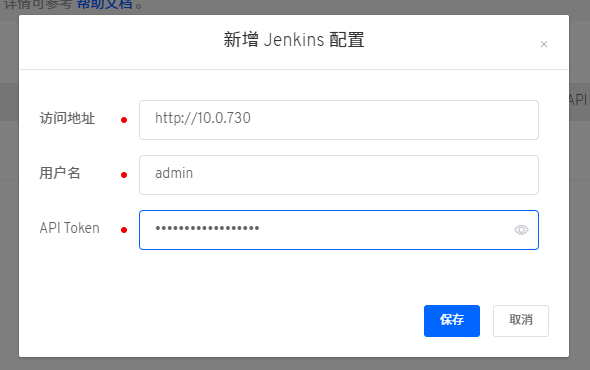 详情可参考 帮助文档 。
新增 Jenkins 配置
API
访问地址 http://10.0.730
用户名 admin
API Token ••••••••••••••••••
保存 取消